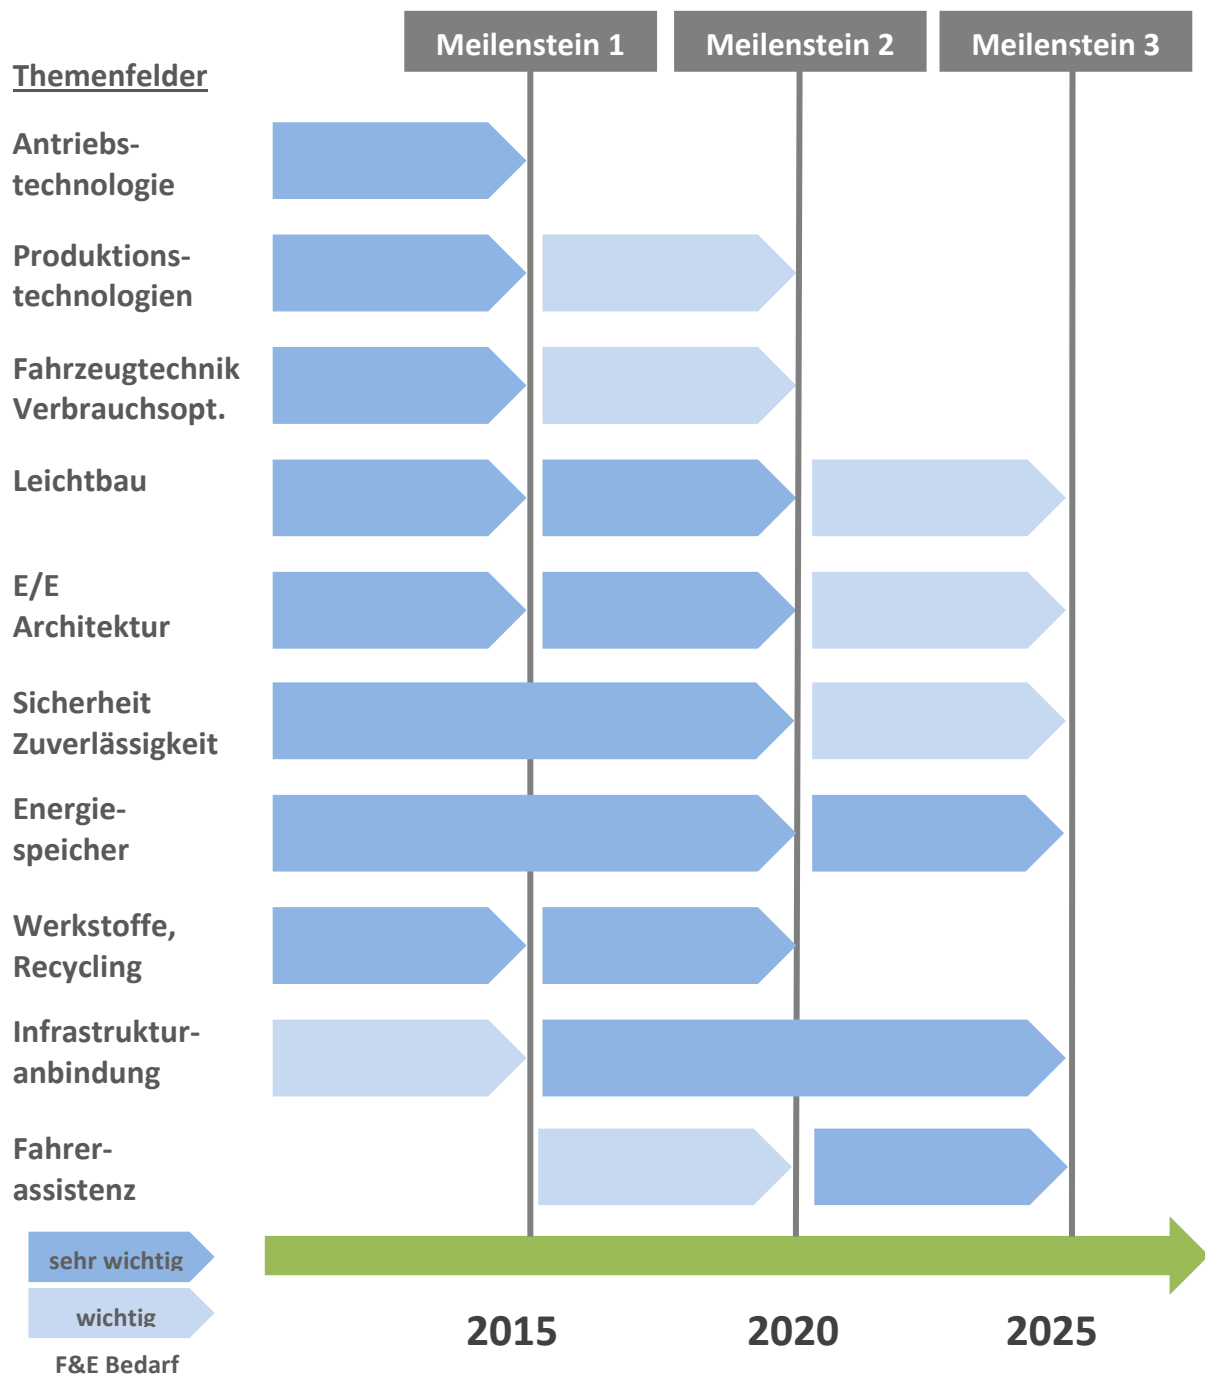 Meilenstein 1
Meilenstein 2
Meilenstein 3
Themenfelder
Antriebs-
technologie
Produktions-
technologien
Fahrzeugtechnik
Verbrauchsopt.
Leichtbau
E/E
Architektur
Sicherheit
Zuverlässigkeit
Energie-
speicher
Werkstoffe,
Recycling
Infrastruktur-
anbindung
Fahrer-
assistenz
sehr wichtig
wichtig
F&E Bedarf
2015
2020
2025